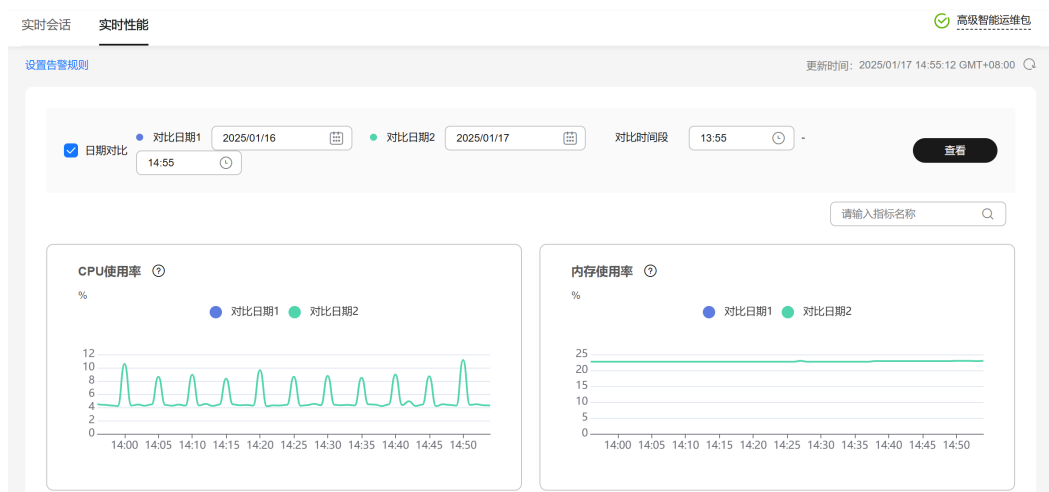 实时会话 实时性能 高级智能运维包
设置告警规则 更新时间：2025/01/17 14:55:12 GMT+08:00
日期对比 对比日期1 2025/01/16 对比日期2 2025/01/17 对比时间段 13:55 -
14:55 查看
请输入指标名称
CPU使用率
%
对比日期1 对比日期2
12
10
8
6
4
2
0
14:00 14:05 14:10 14:15 14:20 14:25 14:30 14:35 14:40 14:45 14:50
内存使用率
%
对比日期1 对比日期2
25
20
15
10
5
0
14:00 14:05 14:10 14:15 14:20 14:25 14:30 14:35 14:40 14:45 14:50